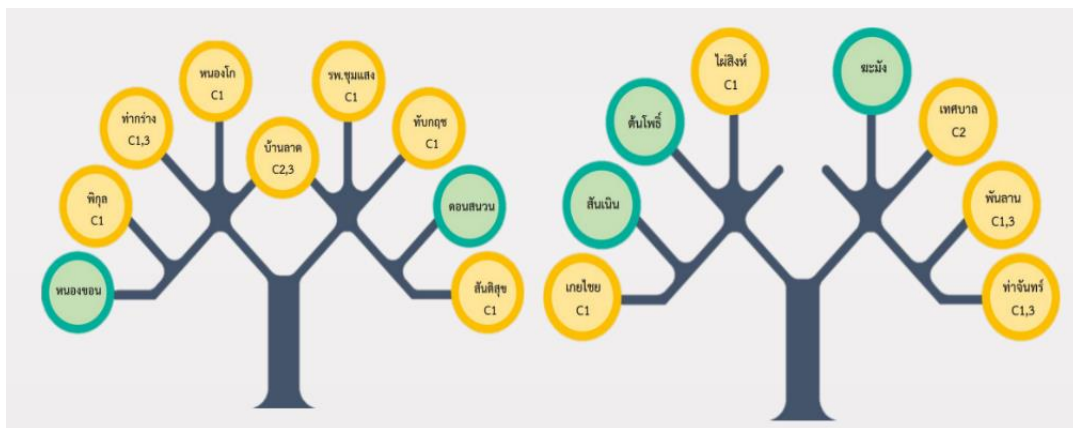 หนองโก
C1
รพ.ชุมแสง
C1
ท่ากร่าง
C1,3
บ้านลาด
C2,3
ทับกฤช
C1
พิกุล
C1
ดอนสนวน
หนองขอน
สันติสุข
C1
ไผ่สิงห์
C1
ฆะมัง
ต้นโพธิ์
เทศบาล
C2
สันเนิน
พันลาน
C1,3
เกยไชย
C1
ท่าจันทร์
C1,3